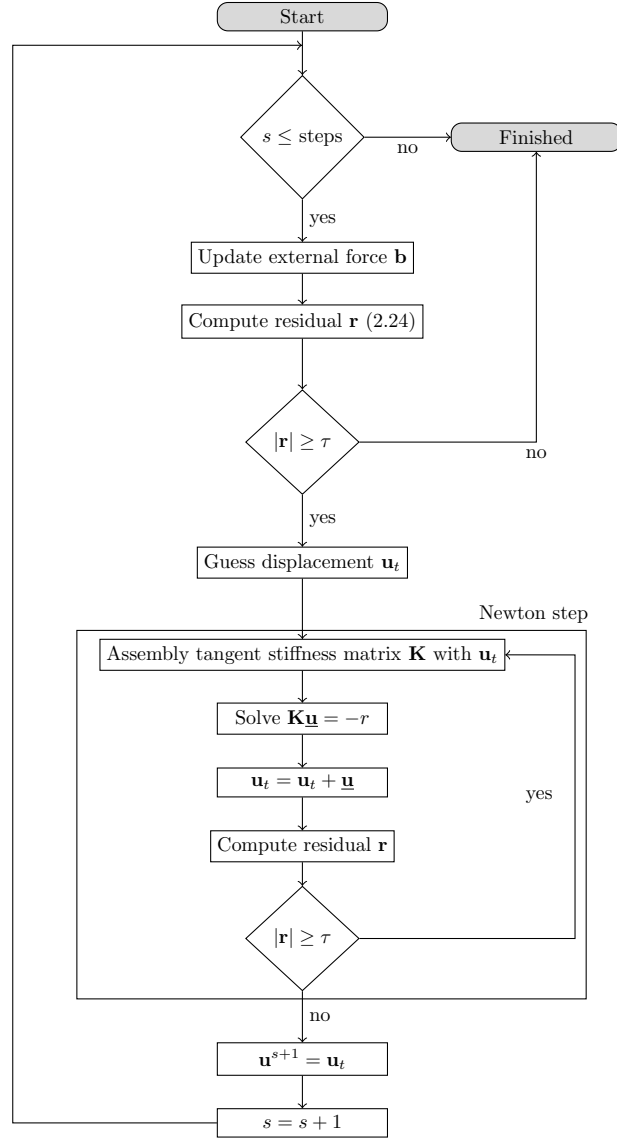 Start
s ≤ steps
no
Finished
yes
Update external force b
Compute residual r (2.24)
|r| ≥ τ
no
yes
Guess displacement u_t
Newton step
Assembly tangent stiffness matrix K with u_t
Solve Ku̲ = −r
u_t = u_t + u̲
yes
Compute residual r
|r| ≥ τ
no
u^{s+1} = u_t
s = s + 1